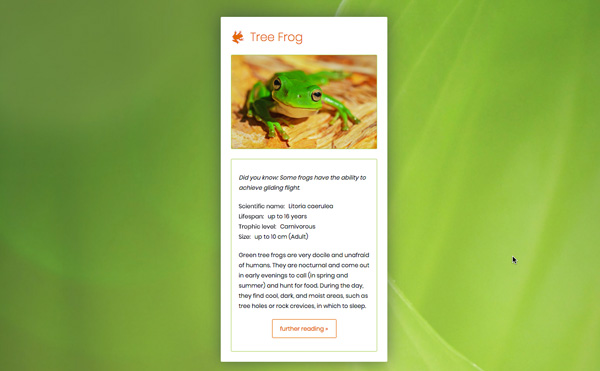 Tree Frog
Did you know: Some frogs have the ability to
achieve gliding flight.
Scientific name: Litoria caerulea
Lifespan: up to 16 years
Trophic level: Carnivorous
Size: up to 10 cm (Adult)
Green tree frogs are very docile and unafraid
of humans. They are nocturnal and come out
in early evenings to call (in spring and
summer) and hunt for food. During the day,
they find cool, dark, and moist areas, such as
tree holes or rock crevices, in which to sleep.
further reading »